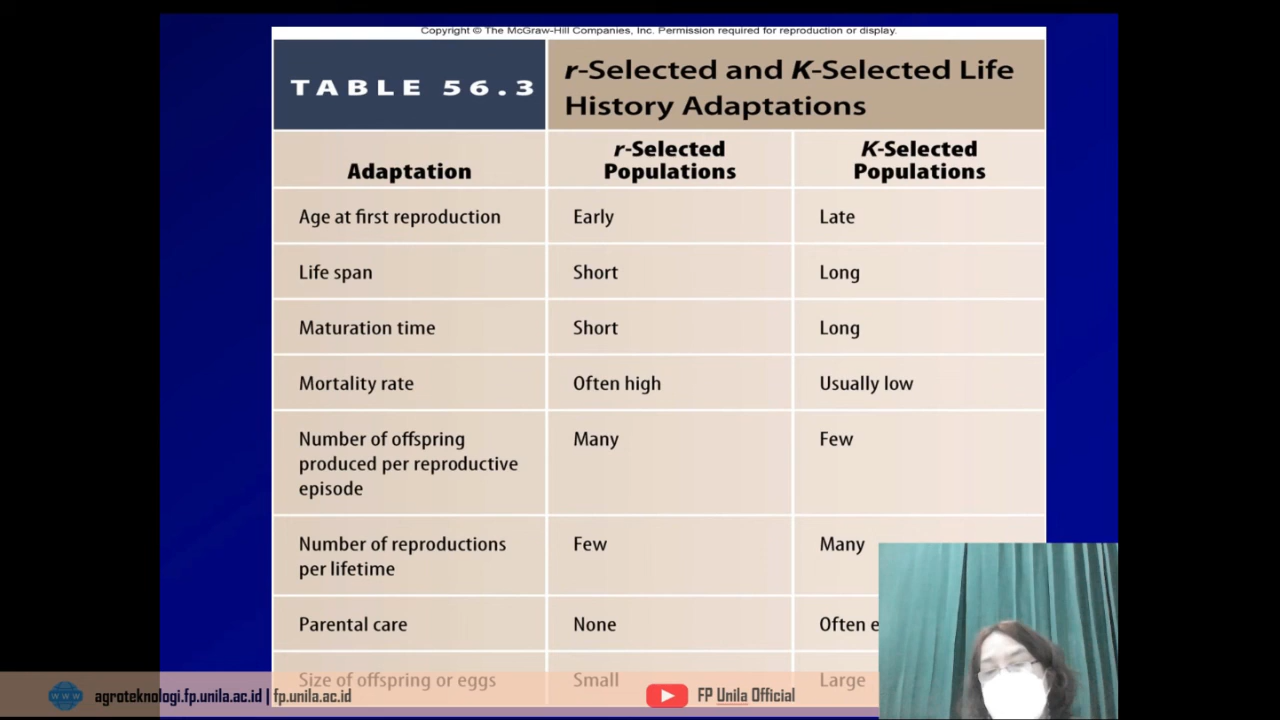 Copyright © The McGraw-Hill Companies, Inc. Permission required for reproduction or display.
TABLE 56.3
r-Selected and K-Selected Life
History Adaptations
Adaptation
r-Selected
Populations
K-Selected
Populations
Age at first reproduction
Early
Late
Life span
Short
Long
Maturation time
Short
Long
Mortality rate
Often high
Usually low
Number of offspring
produced per reproductive
episode
Many
Few
Number of reproductions
per lifetime
Few
Many
Parental care
None
Often
Size of offspring or eggs
Small
Large
WWW
agroteknologi.fp.unila.ac.id | fp.unila.ac.id
FP Unila Official